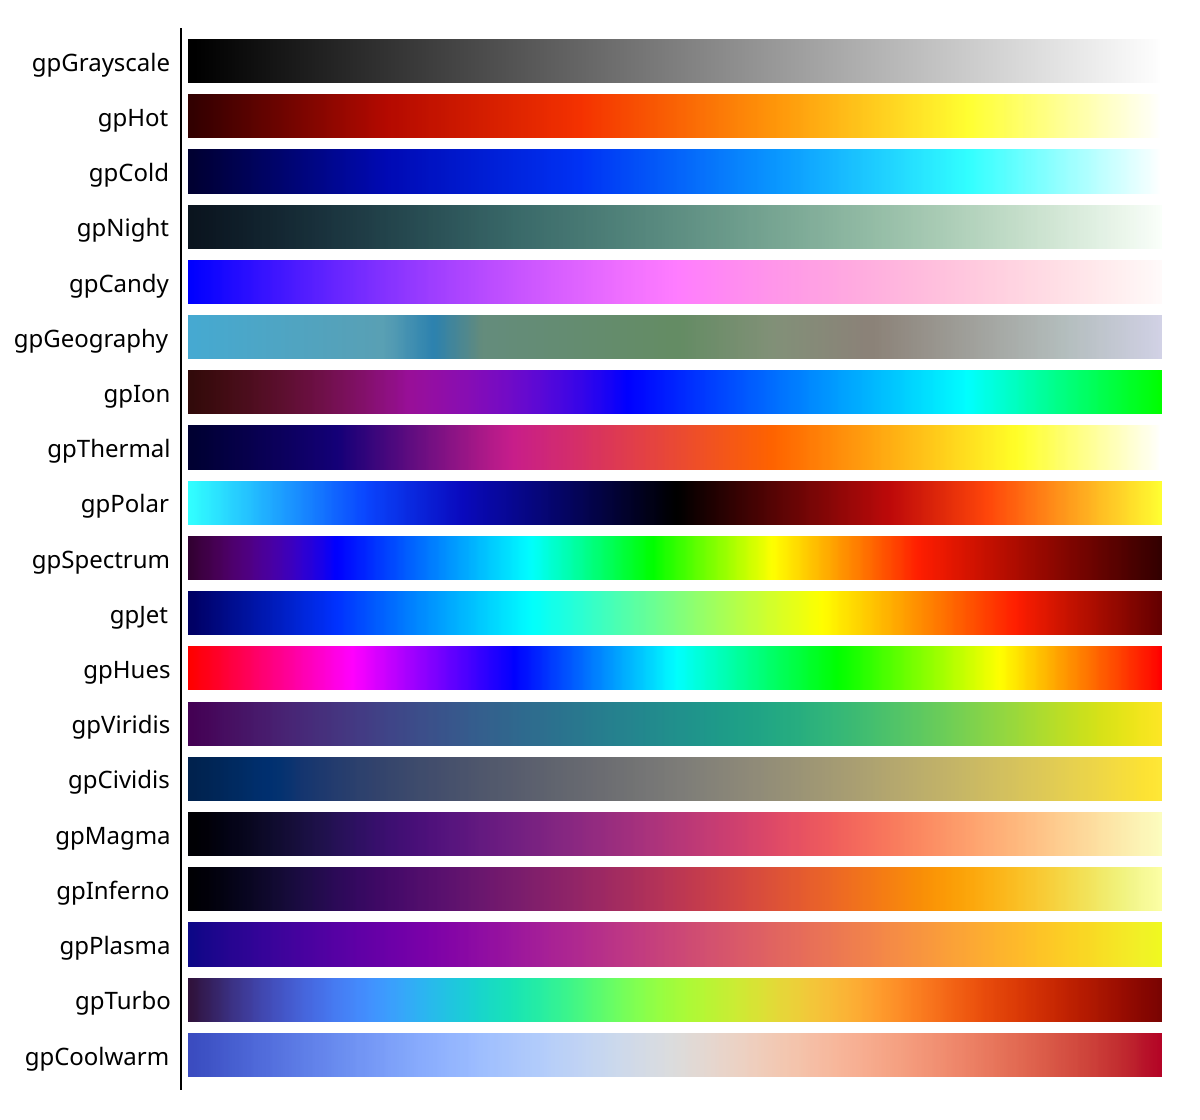 gpGrayscale
gpHot
gpCold
gpNight
gpCandy
gpGeography
gpIon
gpThermal
gpPolar
gpSpectrum
gpJet
gpHues
gpViridis
gpCividis
gpMagma
gpInferno
gpPlasma
gpTurbo
gpCoolwarm